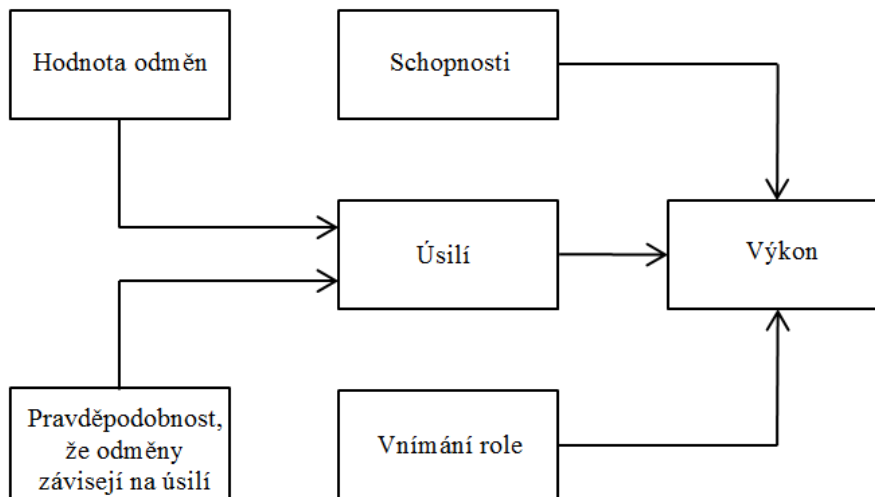 Hodnota odměn
Schopnosti
Úsilí
Výkon
Pravděpodobnost,
že odměny
závisejí na úsilí
Vnímání role